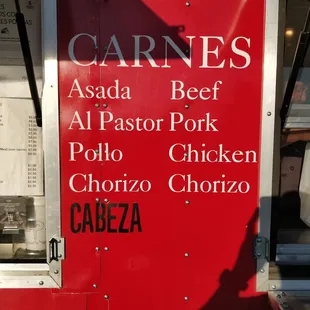 CARNES
Asada Beef
Al Pastor Pork
Pollo Chicken
Chorizo Chorizo
CABEZA